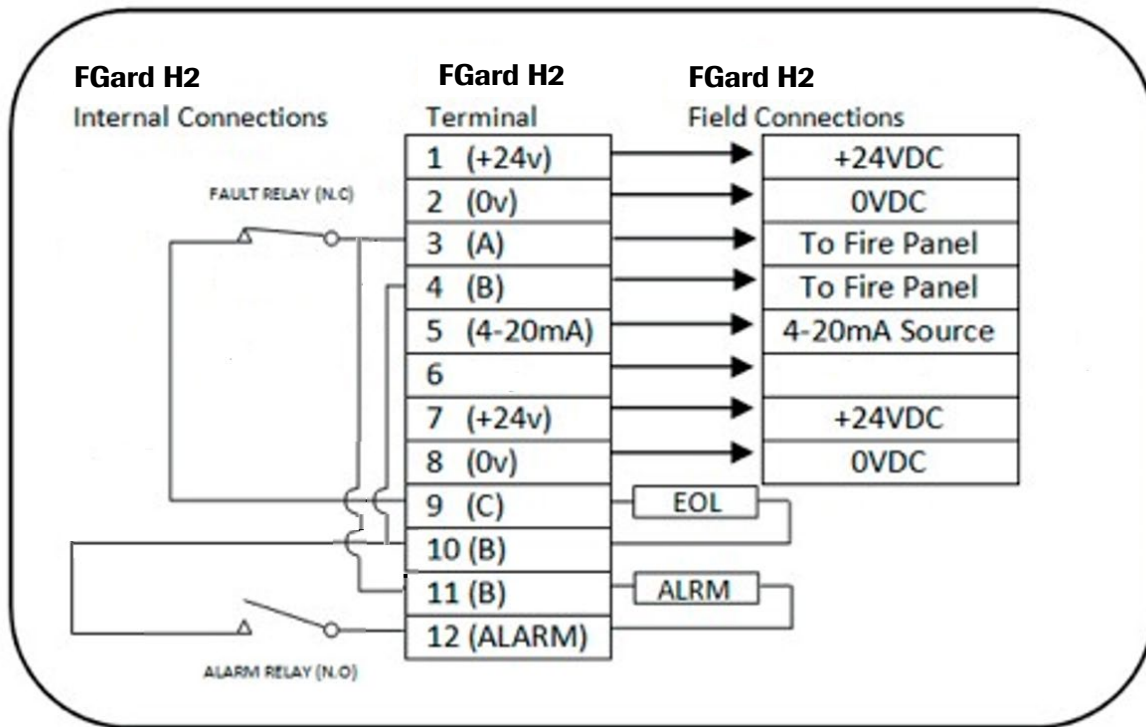 FGard H2
Internal Connections
FGard H2
Terminal
FGard H2
Field Connections
FAULT RELAY (N.C)
1 (+24v)
+24VDC
2 (0v)
0VDC
3 (A)
To Fire Panel
4 (B)
To Fire Panel
5 (4-20mA)
4-20mA Source
6
7 (+24v)
+24VDC
8 (0v)
0VDC
9 (C)
EOL
10 (B)
11 (B)
ALRM
12 (ALARM)
ALARM RELAY (N.O)